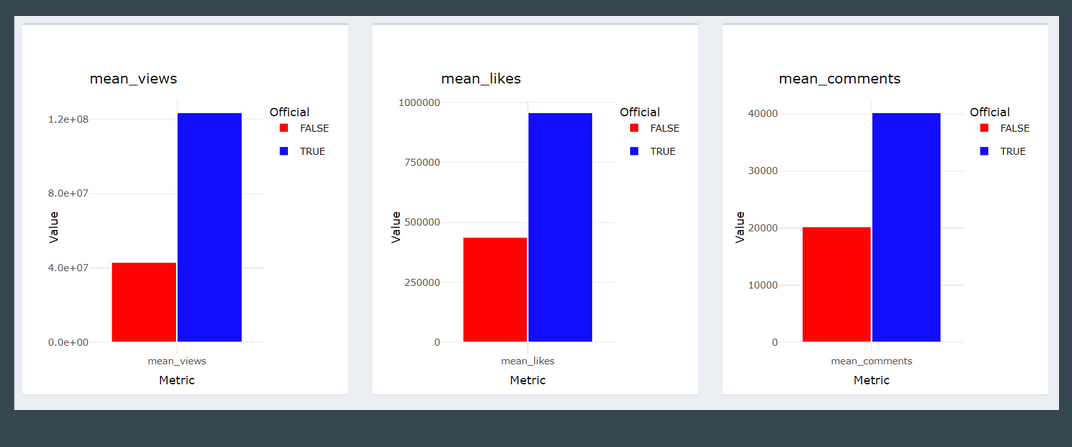 mean_views
Official
FALSE
TRUE
1.2e+08
8.0e+07
4.0e+07
0.0e+00
Value
mean_views
Metric
mean_likes
Official
FALSE
TRUE
1000000
750000
500000
250000
0
Value
mean_likes
Metric
mean_comments
Official
FALSE
TRUE
40000
30000
20000
10000
0
Value
mean_comments
Metric